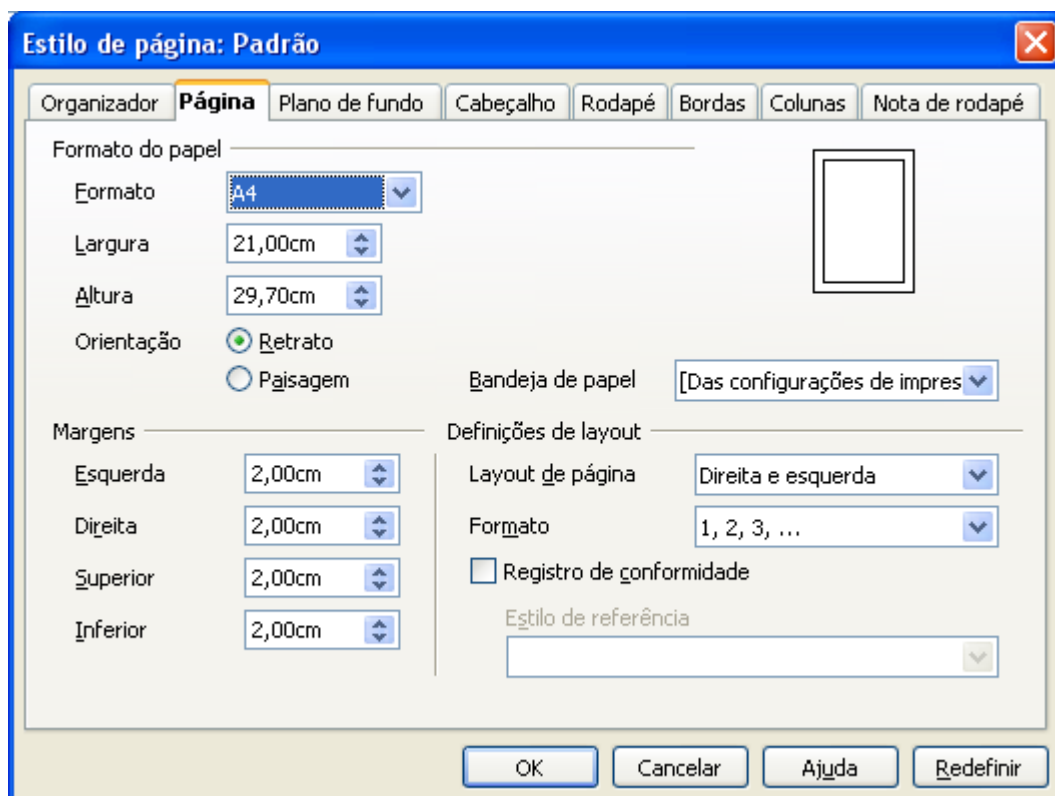 Estilo de página: Padrão
Organizador Página Plano de fundo Cabeçalho Rodapé Bordas Colunas Nota de rodapé
Formato do papel
Formato A4
Largura 21,00cm
Altura 29,70cm
Orientação Retrato
Paisagem
Bandeja de papel [Das configurações de impres
Margens
Esquerda 2,00cm
Direita 2,00cm
Superior 2,00cm
Inferior 2,00cm
Definições de layout
Layout de página Direita e esquerda
Formato 1, 2, 3, ...
Registro de conformidade
Estilo de referência
OK Cancelar Ajuda Redefinir